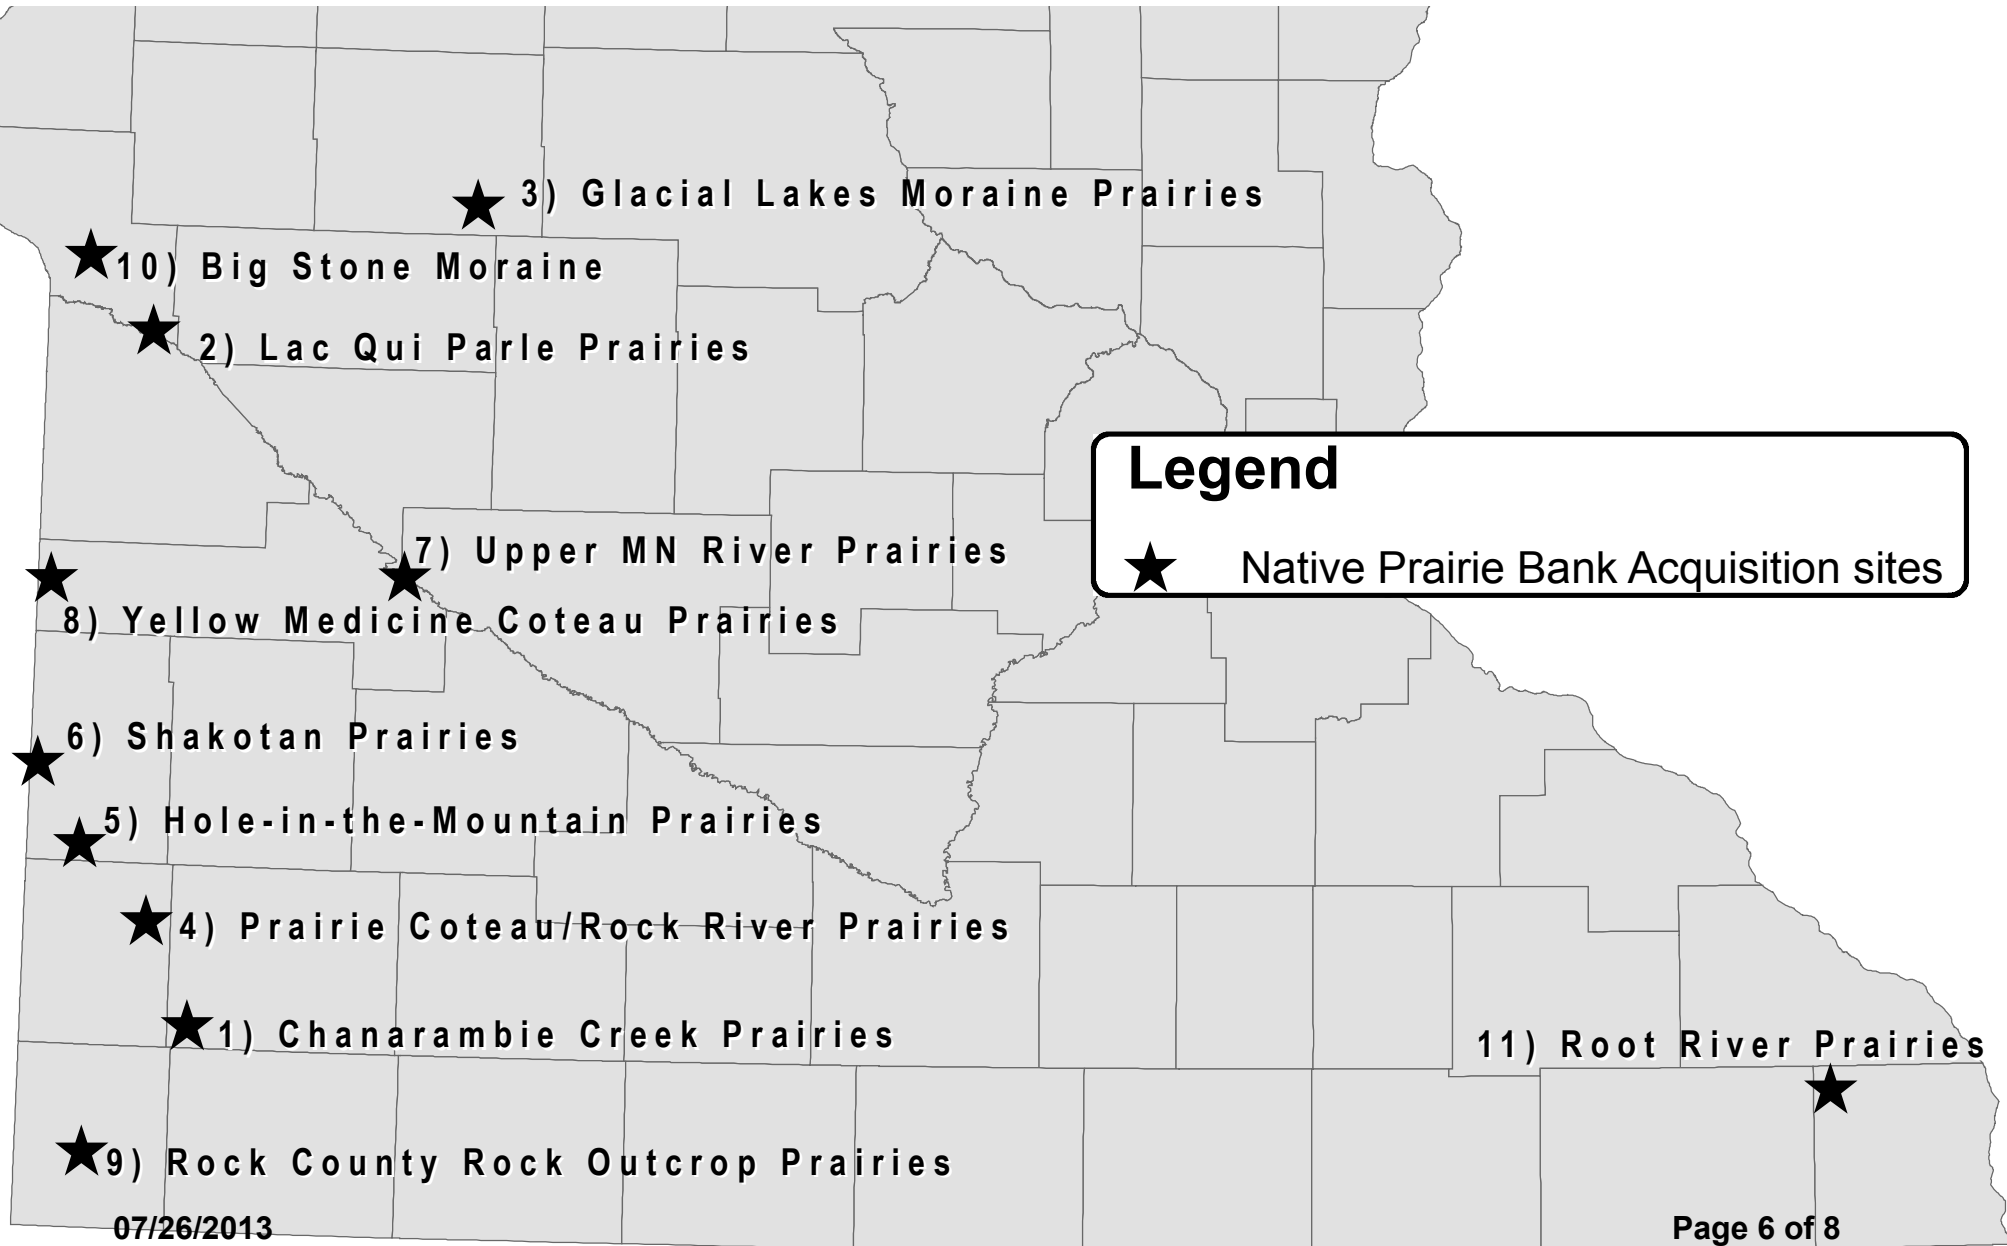 3) Glacial Lakes Moraine Prairies
10) Big Stone Moraine
2) Lac Qui Parle Prairies
Legend
Native Prairie Bank Acquisition sites
7) Upper MN River Prairies
8) Yellow Medicine Coteau Prairies
6) Shakotan Prairies
5) Hole-in-the-Mountain Prairies
4) Prairie Coteau/Rock River Prairies
1) Chanarambie Creek Prairies
11) Root River Prairies
9) Rock County Rock Outcrop Prairies
07/26/2013
Page 6 of 8